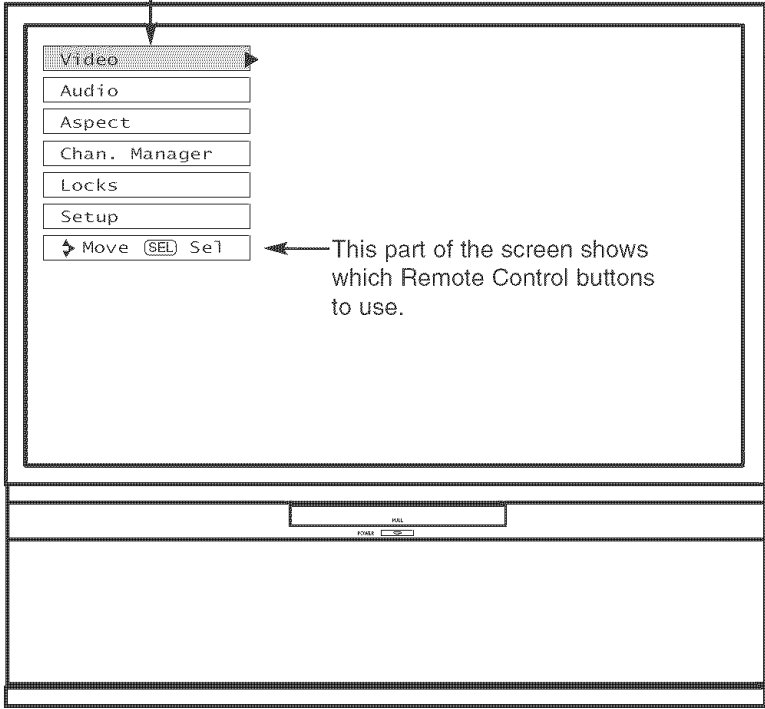 Video
Audio
Aspect
Chan. Manager
Locks
Setup
Move SEL Sel
This part of the screen shows
which Remote Control buttons
to use.
PULL
POWER